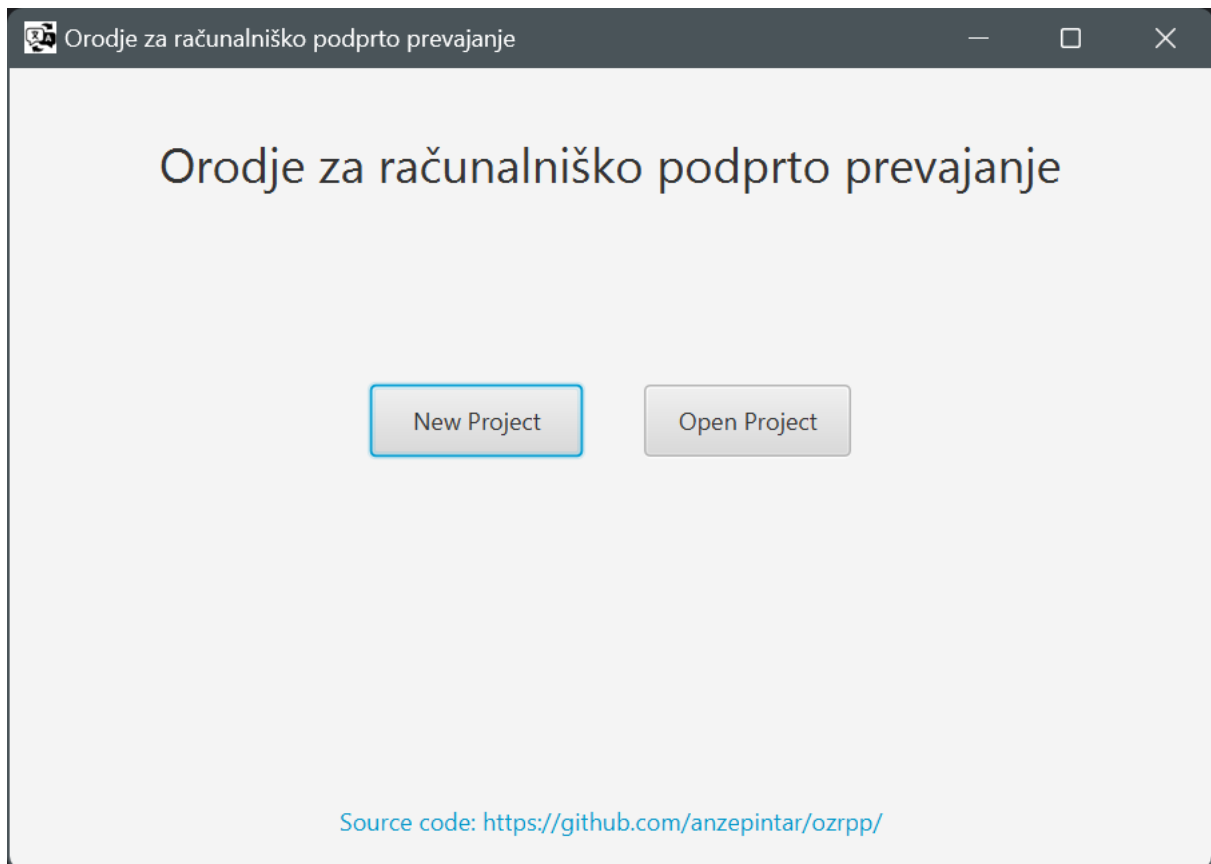 Orodje za računalniško podprto prevajanje
Orodje za računalniško podprto prevajanje
New Project
Open Project
Source code: https://github.com/anzepintar/ozrpp/